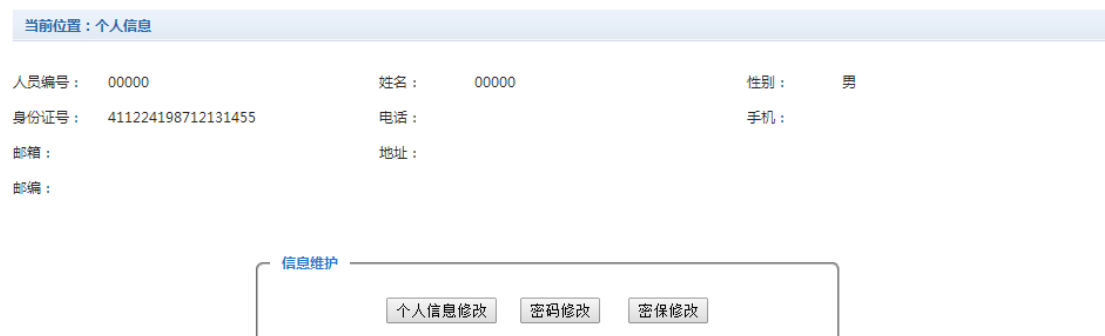 当前位置：个人信息
人员编号： 00000 姓名： 00000 性别： 男
身份证号： 411224198712131455 电话： 手机：
邮箱： 地址：
邮编：
信息维护
个人信息修改 密码修改 密保修改